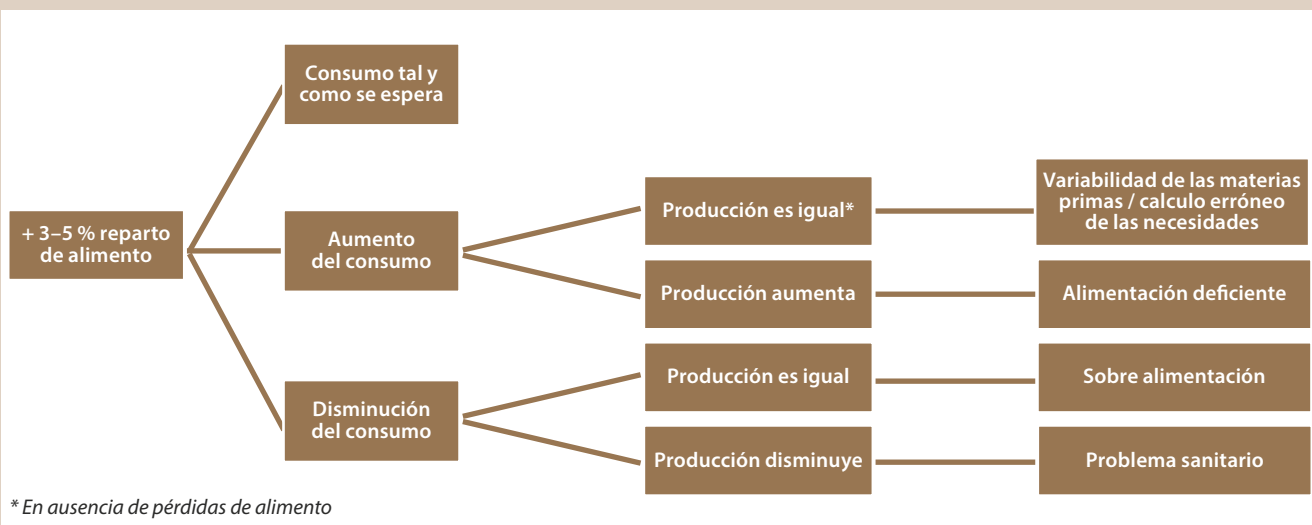 Consumo tal y
como se espera
+ 3–5 % reparto
de alimento
Aumento
del consumo
Disminución
del consumo
Producción es igual*
Producción aumenta
Producción es igual
Producción disminuye
Variabilidad de las materias
primas / calculo erróneo
de las necesidades
Alimentación deficiente
Sobre alimentación
Problema sanitario
* En ausencia de pérdidas de alimento